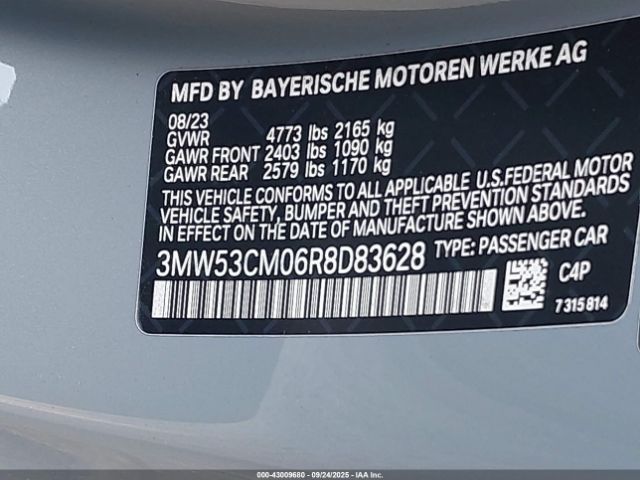 MFD BY BAYERISCHE MOTOREN WERKE AG
08/23
GVWR 4773 lbs 2165 kg
GAWR FRONT 2403 lbs 1090 kg
GAWR REAR 2579 lbs 1170 kg
THIS VEHICLE CONFORMS TO ALL APPLICABLE U.S.FEDERAL MOTOR
VEHICLE SAFETY, BUMPER AND THEFT PREVENTION STANDARDS
IN EFFECT ON THE DATE OF MANUFACTURE SHOWN ABOVE.
3MW53CM06R8D83628 TYPE: PASSENGER CAR
C4P
7315814
000-43009680 - 09/24/2025 - IAA Inc.